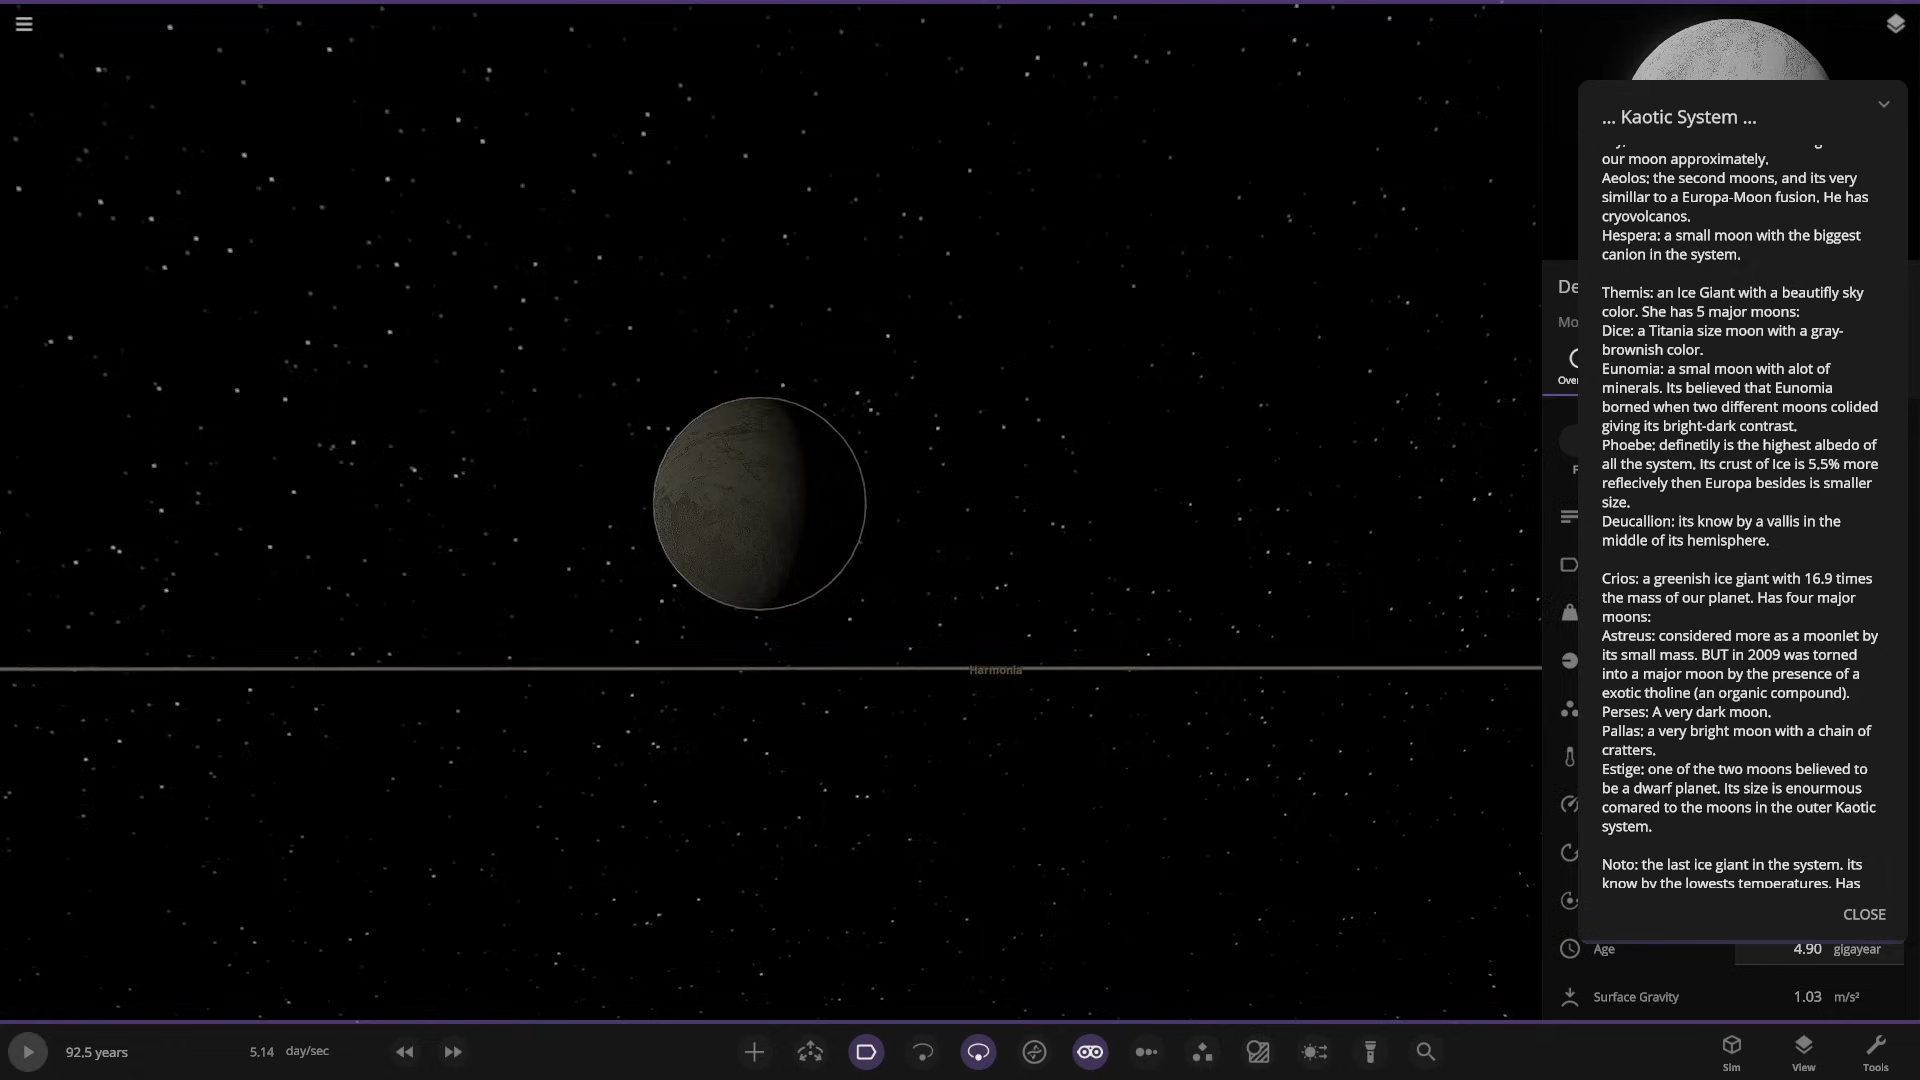 ... Kaotic System ...
our moon approximately.
Aeolos: the second moons, and its very
simillar to a Europa-Moon fusion. He has
cryovolcanos.
Hespera: a small moon with the biggest
canion in the system.
Themis: an Ice Giant with a beautifly sky
color. She has 5 major moons:
Dice: a Titania size moon with a gray-
brownish color.
Eunomia: a smal moon with alot of
minerals. Its believed that Eunomia
borned when two different moons colided
giving its bright-dark contrast.
Phoebe: definetily is the highest albedo of
all the system. Its crust of Ice is 5.5% more
reflecively then Europa besides is smaller
size.
Deucallion: its know by a vallis in the
middle of its hemisphere.
Crios: a greenish ice giant with 16.9 times
the mass of our planet. Has four major
moons:
Astreus: considered more as a moonlet by
its small mass. BUT in 2009 was torned
into a major moon by the presence of a
exotic tholine (an organic compound).
Perses: A very dark moon.
Pallas: a very bright moon with a chain of
cratters.
Estige: one of the two moons believed to
be a dwarf planet. Its size is enourmous
comared to the moons in the outer Kaotic
system.
Noto: the last ice giant in the system. its
know by the lowests temperatures. Has
CLOSE
De
Mo
Over
Age 4.90 gigayear
Surface Gravity 1.03 m/s²
Harmonia
92.5 years 5.14 day/sec
Sim View Tools